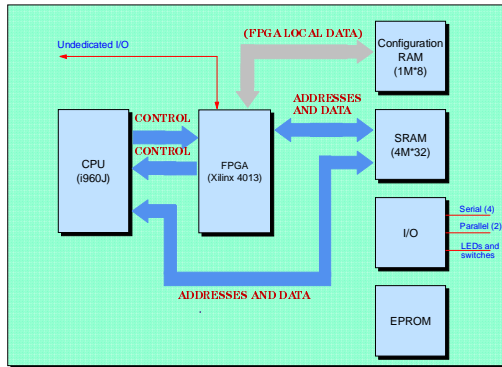 (FPGA LOCAL DATA)
Configuration
RAM
(1M*8)
Undedicated I/O
ADDRESSES
AND DATA
CONTROL
CONTROL
CPU
(i960J)
FPGA
(Xilinx 4013)
SRAM
(4M*32)
I/O
Serial (4)
Parallel (2)
LEDs and
switches
ADDRESSES AND DATA
EPROM